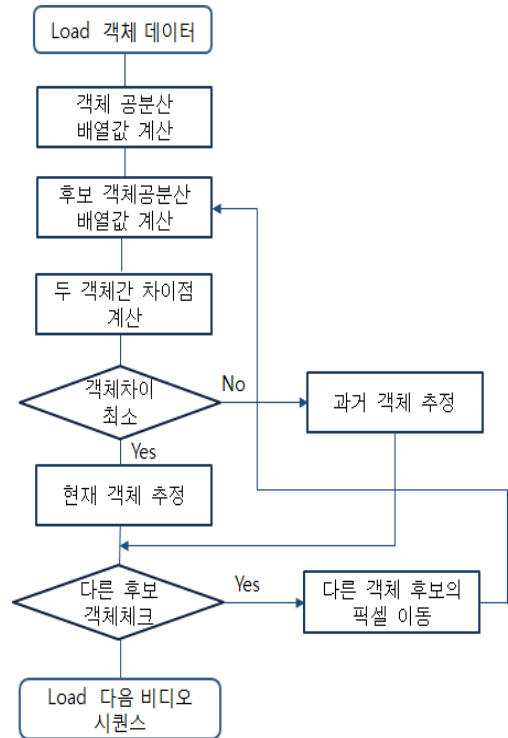 Load 객체 데이터
객체 공분산
배열값 계산
후보 객체공분산
배열값 계산
두 객체간 차이점
계산
객체차이
최소
No
과거 객체 추정
Yes
현재 객체 추정
다른 후보
객체체크
Yes
다른 객체 후보의
픽셀 이동
Load 다음 비디오
시퀀스